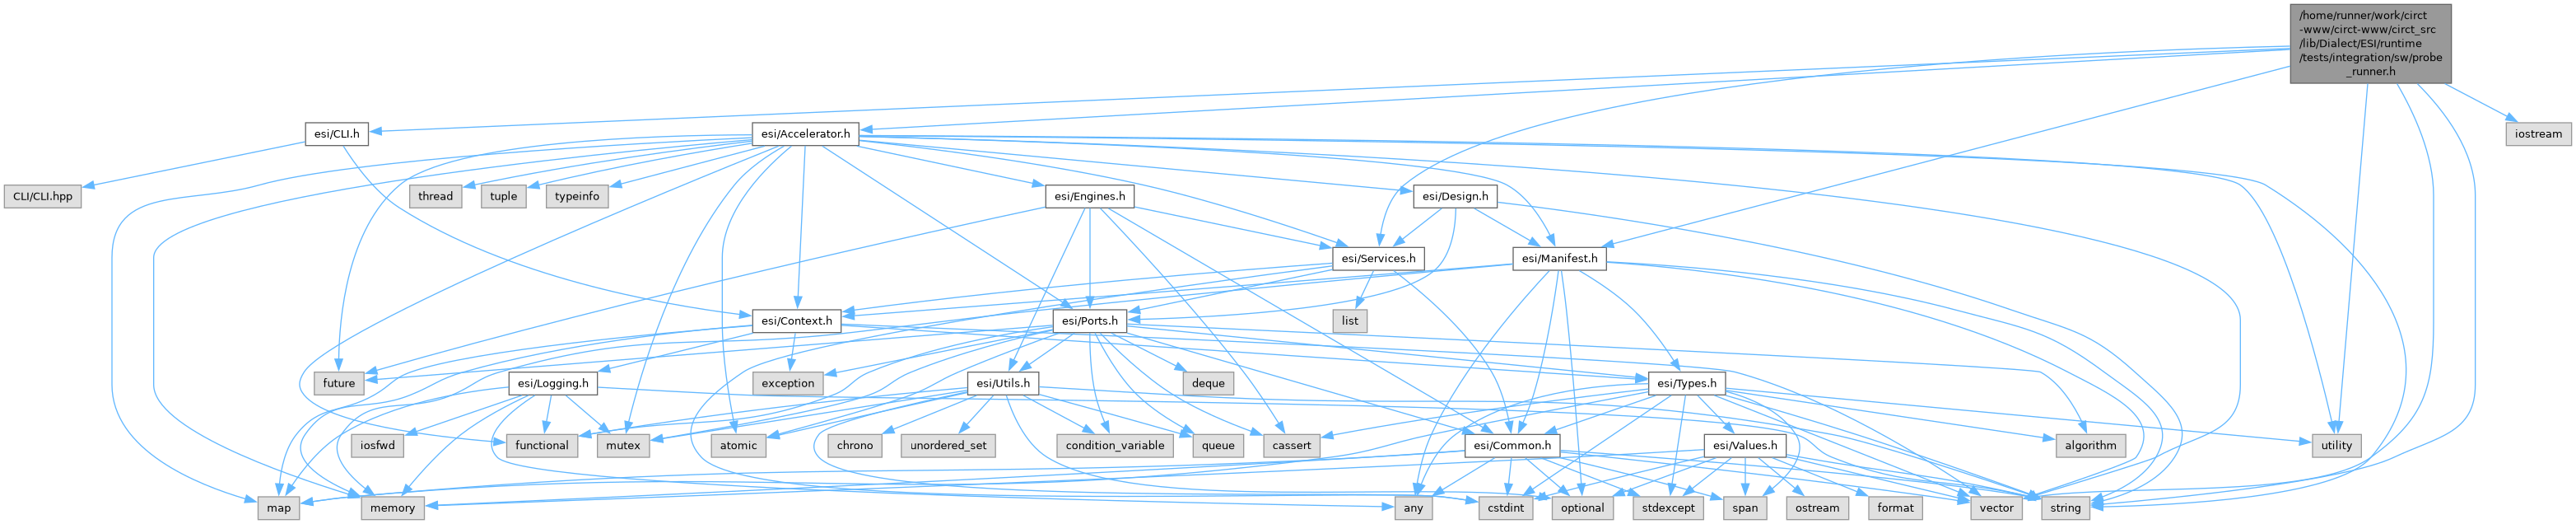 /home/runner/work/circt
-www/circt-www/circt_src
/lib/Dialect/ESI/runtime
/tests/integration/sw/probe
_runner.h
esi/CLI.h
esi/Accelerator.h
iostream
CLI/CLI.hpp
thread
tuple
typeinfo
esi/Engines.h
esi/Design.h
esi/Services.h
esi/Manifest.h
esi/Context.h
esi/Ports.h
list
future
esi/Logging.h
exception
esi/Utils.h
deque
esi/Types.h
iosfwd
functional
mutex
atomic
chrono
unordered_set
condition_variable
queue
cassert
esi/Common.h
esi/Values.h
algorithm
utility
map
memory
any
cstdint
optional
stdexcept
span
ostream
format
vector
string